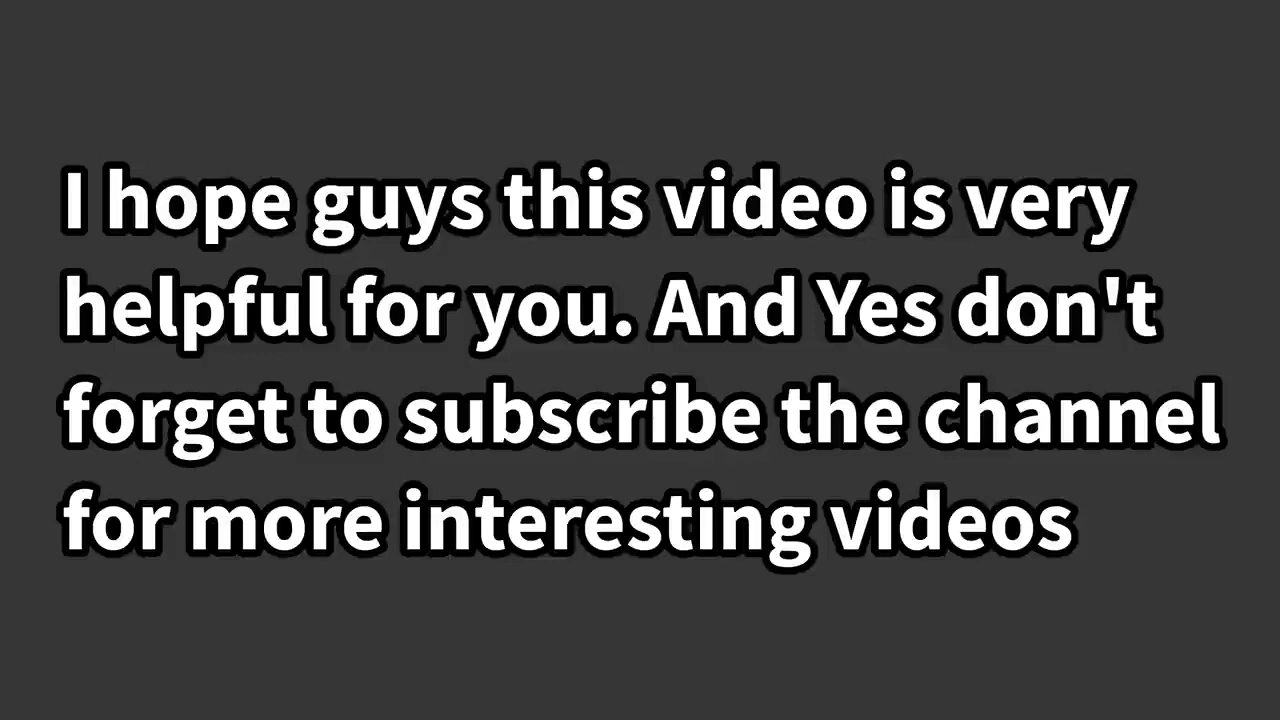 I hope guys this video is very
helpful for you. And Yes don't
forget to subscribe the channel
for more interesting videos